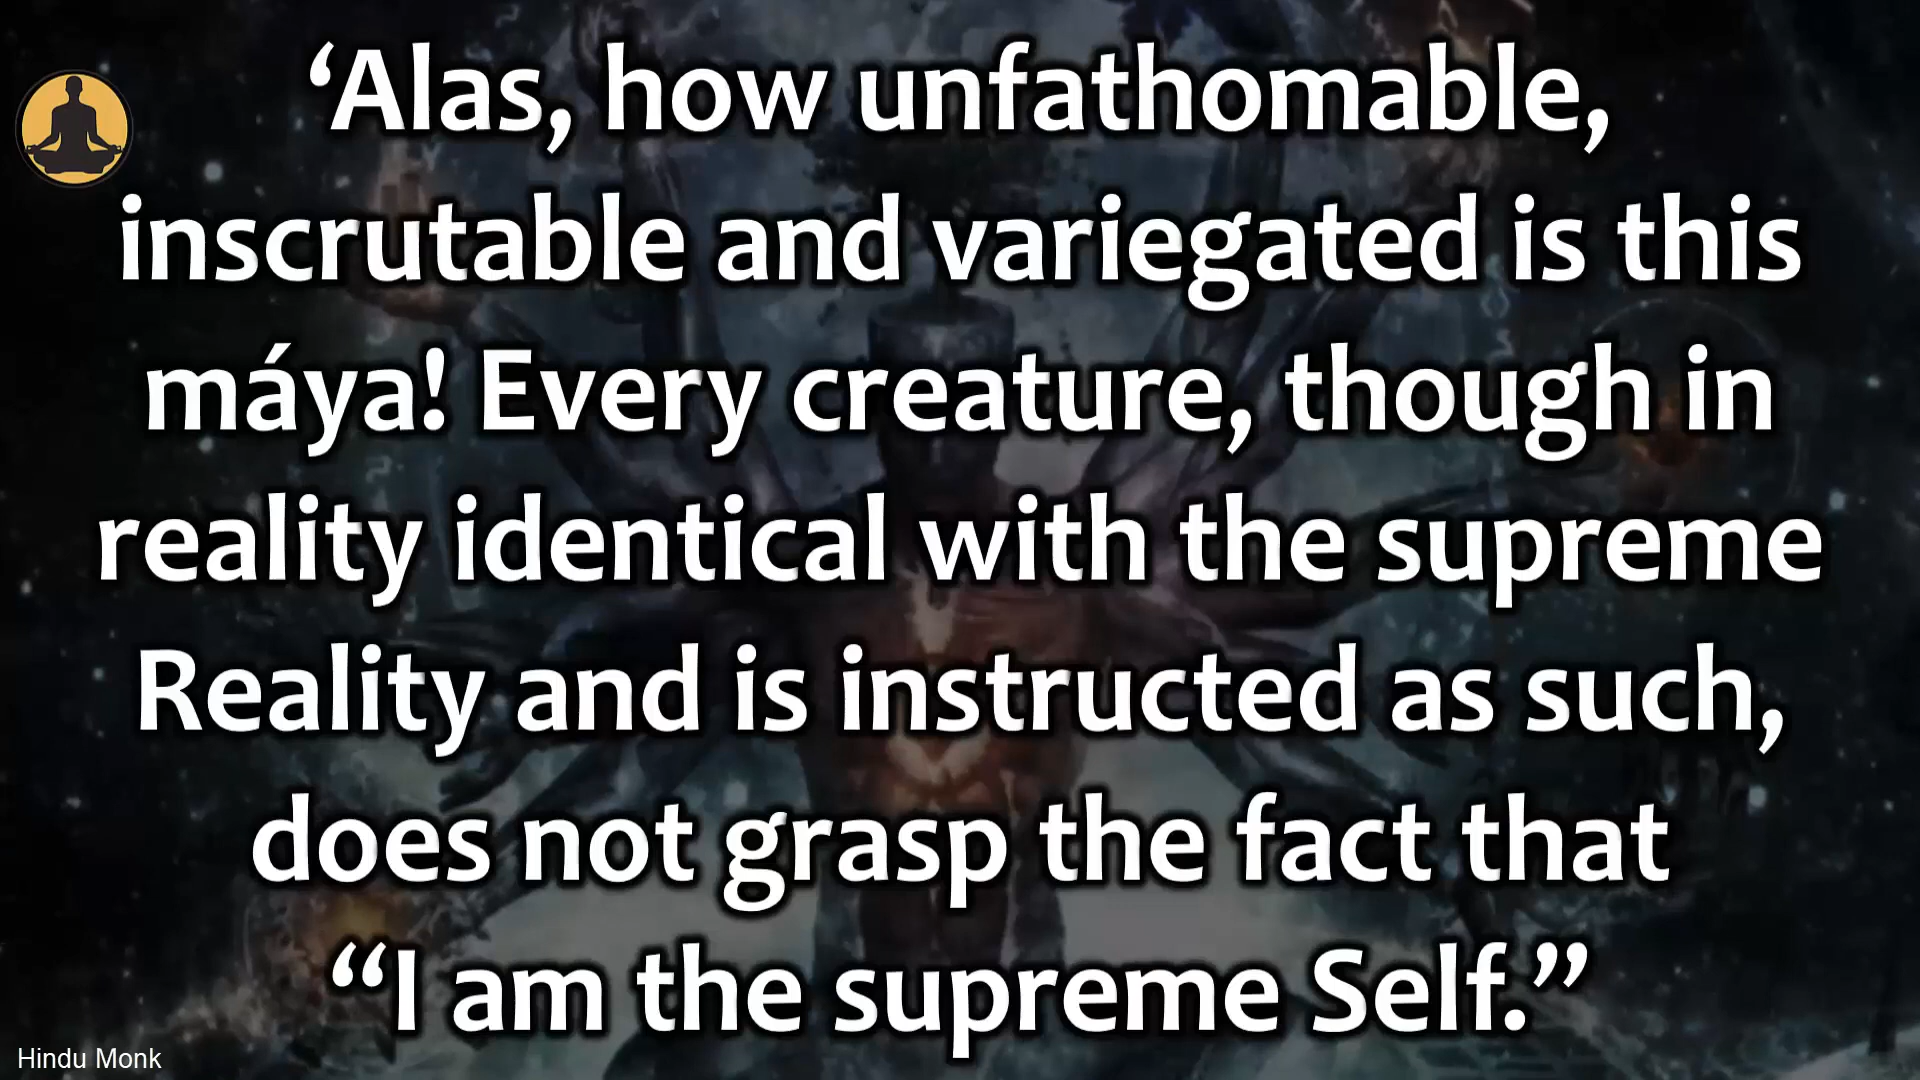 ‘Alas, how unfathomable,
inscrutable and variegated is this
máya! Every creature, though in
reality identical with the supreme
Reality and is instructed as such,
does not grasp the fact that
“I am the supreme Self.”
Hindu Monk